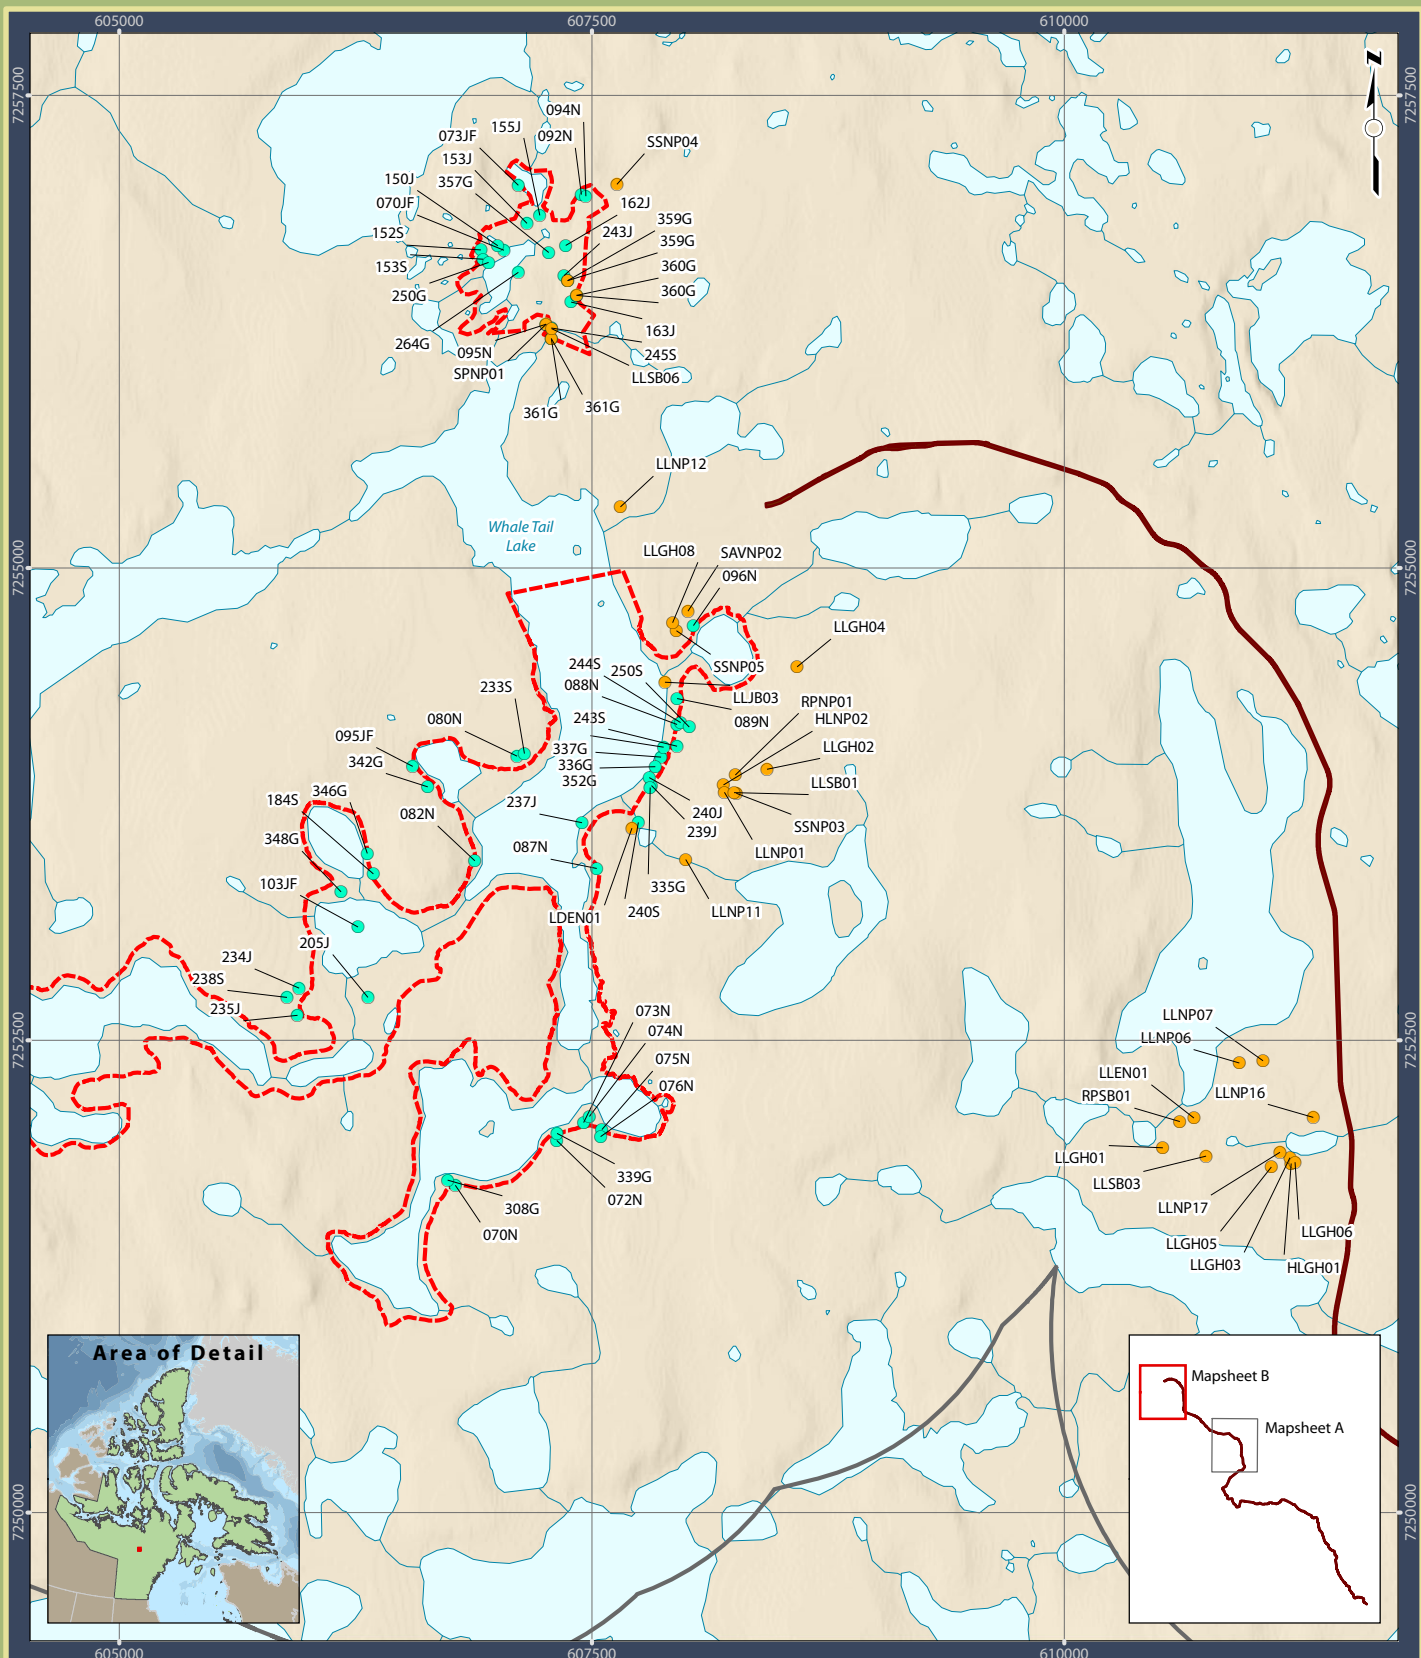 605000
607500
610000
7257500
7257500
N
094N
155J
092N
073JF
SSNP04
153J
357G
150J
070JF
162J
359G
152S
243J
359G
153S
360G
250G
360G
163J
264G
095N
245S
SPNP01
LLSB06
361G
361G
LLNP12
Whale Tail
Lake
LLGH08
SAVNP02
096N
7255000
7255000
LLGH04
244S
250S
SSNP05
088N
233S
LLJB03
RPNP01
089N
HLNP02
080N
243S
095JF
337G
LLGH02
342G
336G
352G
LLSB01
346G
184S
237J
240J
082N
239J
SSNP03
348G
087N
LLNP01
103JF
335G
LDEN01
240S
LLNP11
205J
234J
238S
235J
073N
LLNP07
074N
LLNP06
7252500
7252500
075N
LLEN01
076N
RPSB01
LLNP16
LLGH01
339G
LLSB03
072N
308G
LLNP17
070N
LLGH06
LLGH05
LLGH03
HLGH01
Area of Detail
Mapsheet B
Mapsheet A
7250000
7250000
605000
607500
610000